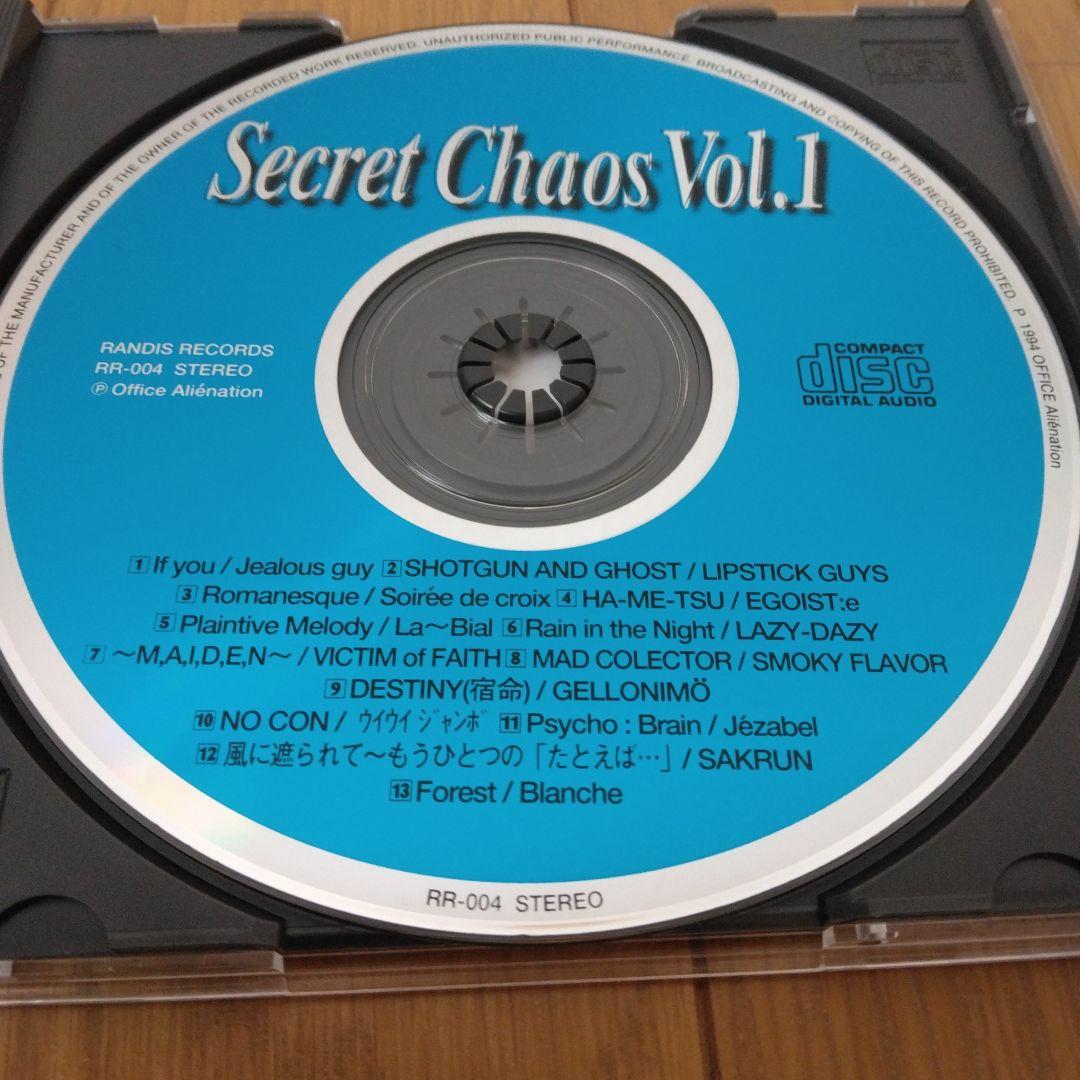 S OF THE MANUFACTURER AND OF THE OWNER OF THE RECORDED WORK RESERVED. UNAUTHORIZED PUBLIC PERFORMANCE. BROADCASTING AND COPYING OF THIS RECORD PROHIBITED. P 1994 OFFICE Aliénation
Secret Chaos Vol.1
RANDIS RECORDS
RR-004 STEREO
Ⓟ Office Aliénation
COMPACT
disc
DIGITAL AUDIO
1 If you / Jealous guy 2 SHOTGUN AND GHOST / LIPSTICK GUYS
3 Romanesque / Soirée de croix 4 HA-ME-TSU / EGOIST:e
5 Plaintive Melody / La〜Bial 6 Rain in the Night / LAZY-DAZY
7 〜M,A,I,D,E,N〜 / VICTIM of FAITH 8 MAD COLECTOR / SMOKY FLAVOR
9 DESTINY(宿命) / GELLONIMÖ
10 NO CON / ウイウイ ジャンボ 11 Psycho : Brain / Jézabel
12 風に遮られて〜もうひとつの「たとえば…」/ SAKRUN
13 Forest / Blanche
RR-004 STEREO